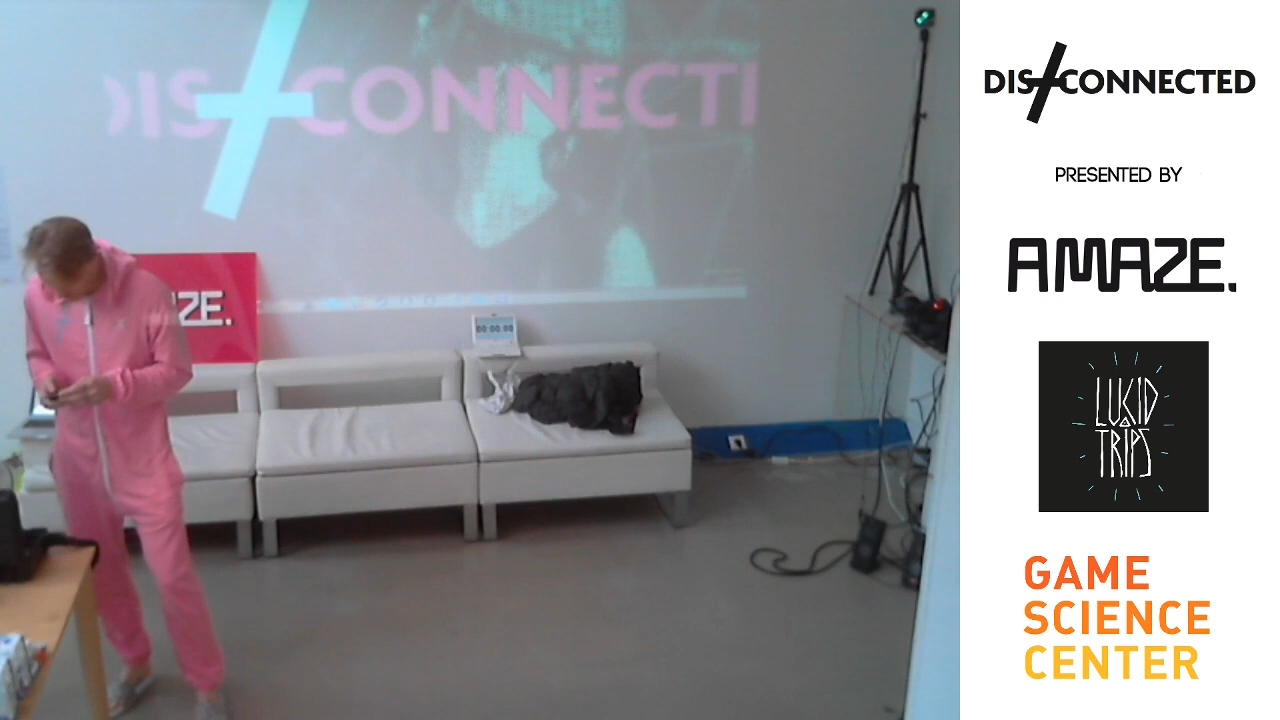 DIS CONNECTI
ZE.
00:00.00
DIS CONNECTED
PRESENTED BY
AMAZE.
LUCID
TRIPS
GAME
SCIENCE
CENTER